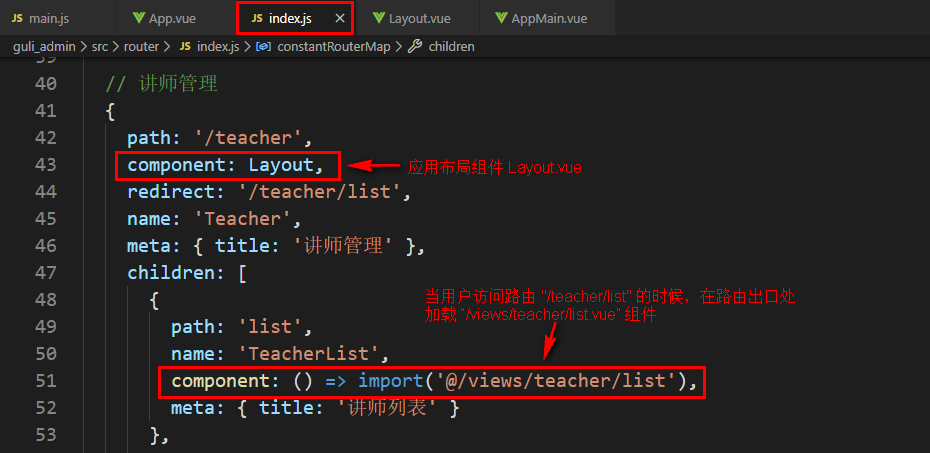 JS main.js App.vue JS index.js × Layout.vue AppMain.vue
guli_admin > src > router > JS index.js > constantRouterMap > children
39
40 // 讲师管理
41 {
42 path: '/teacher',
43 component: Layout, 应用布局组件 Layout.vue
44 redirect: '/teacher/list',
45 name: 'Teacher',
46 meta: { title: '讲师管理' },
47 children: [
当用户访问路由 "/teacher/list" 的时候，在路由出口处
加载 "/views/teacher/list.vue" 组件
48 {
49 path: 'list',
50 name: 'TeacherList',
51 component: () => import('@/views/teacher/list'),
52 meta: { title: '讲师列表' }
53 },